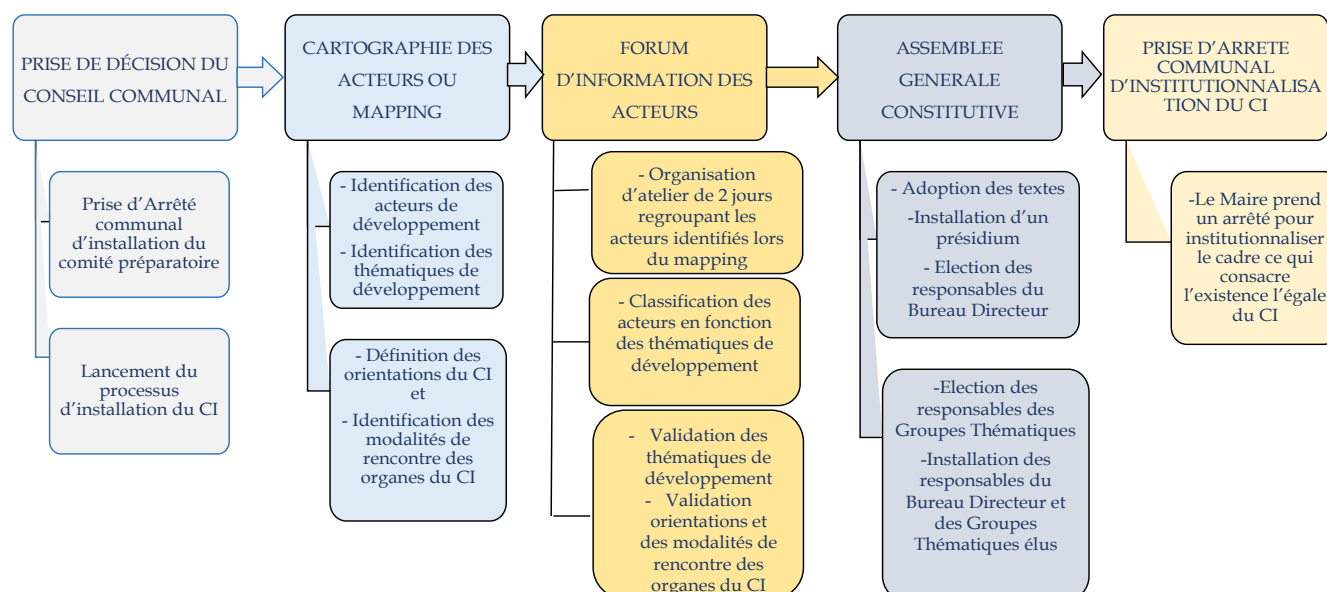 PRISE DE DÉCISION DU
CONSEIL COMMUNAL
Prise d'Arrêté
communal
d'installation du
comité préparatoire
Lancement du
processus
d'installation du CI
CARTOGRAPHIE DES
ACTEURS OU
MAPPING
- Identification des
acteurs de
développement
- Identification des
thématiques de
développement
- Définition des
orientations du CI
et
- Identification des
modalités de
rencontre des
organes du CI
FORUM
D'INFORMATION DES
ACTEURS
- Organisation
d'atelier de 2 jours
regroupant les
acteurs identifiés lors
du mapping
- Classification des
acteurs en fonction
des thématiques de
développement
- Validation des
thématiques de
développement
- Validation
orientations et
des modalités de
rencontre des
organes du CI
ASSEMBLEE
GENERALE
CONSTITUTIVE
- Adoption des textes
-Installation d'un
présidium
- Election des
responsables du
Bureau Directeur
-Election des
responsables des
Groupes Thématiques
-Installation des
responsables du
Bureau Directeur et
des Groupes
Thématiques élus
PRISE D'ARRETE
COMMUNAL
D'INSTITUTIONNALISA
TION DU CI
-Le Maire prend
un arrêté pour
institutionnaliser
le cadre ce qui
consacre
l'existence l'égale
du CI